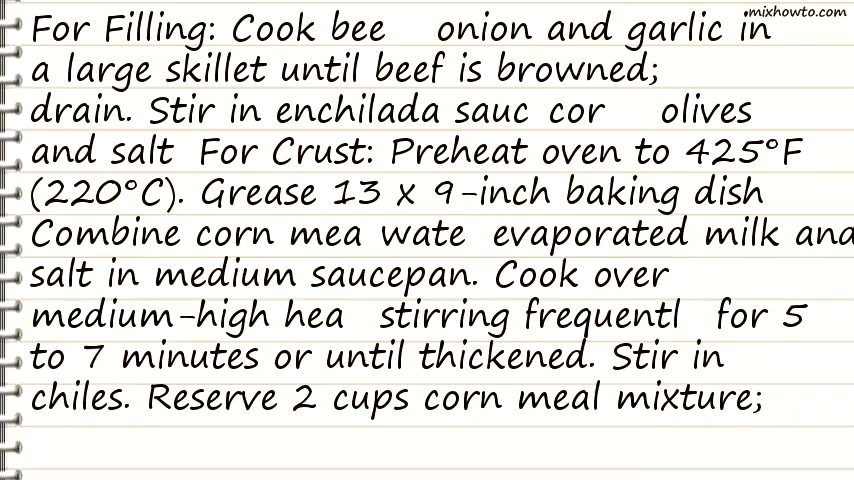 mixhowto.com
For Filling: Cook bee onion and garlic in
a large skillet until beef is browned;
drain. Stir in enchilada sauc cor olives
and salt For Crust: Preheat oven to 425°F
(220°C). Grease 13 x 9-inch baking dish
Combine corn mea wate evaporated milk and
salt in medium saucepan. Cook over
medium-high hea stirring frequentl for 5
to 7 minutes or until thickened. Stir in
chiles. Reserve 2 cups corn meal mixture;